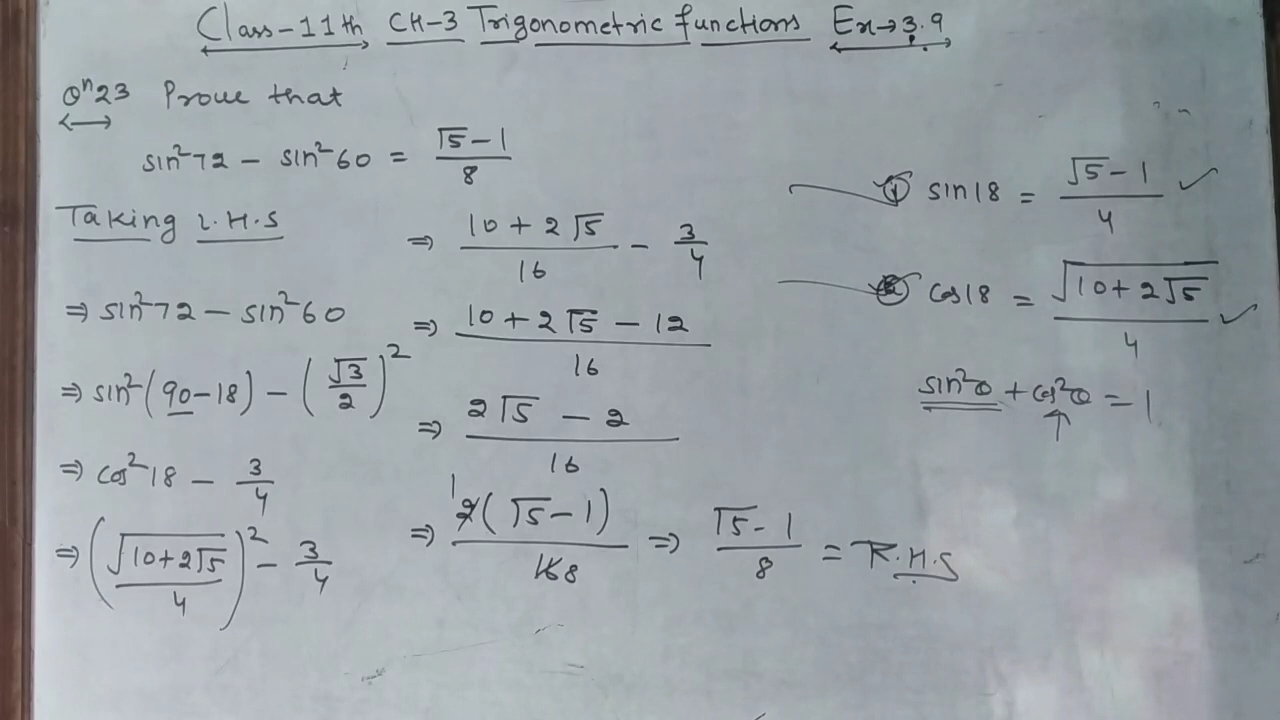 Class-11th CH-3 Trigonometric functions Ex→3.9
Qⁿ23 Prove that
sin²72 - sin²60 = (√5-1)/8
Taking L.H.S
⇒ sin²72 - sin²60
⇒ sin²(90-18) - (√3/2)²
⇒ cos²18 - 3/4
⇒ (√(10+2√5)/4)² - 3/4
⇒ (10+2√5)/16 - 3/4
⇒ (10+2√5-12)/16
⇒ (2√5-2)/16
⇒ 2(√5-1)/16 8 ⇒ (√5-1)/8 = R.H.S
① sin18 = (√5-1)/4 ✓
② cos18 = √(10+2√5)/4 ✓
sin²θ + cos²θ = 1